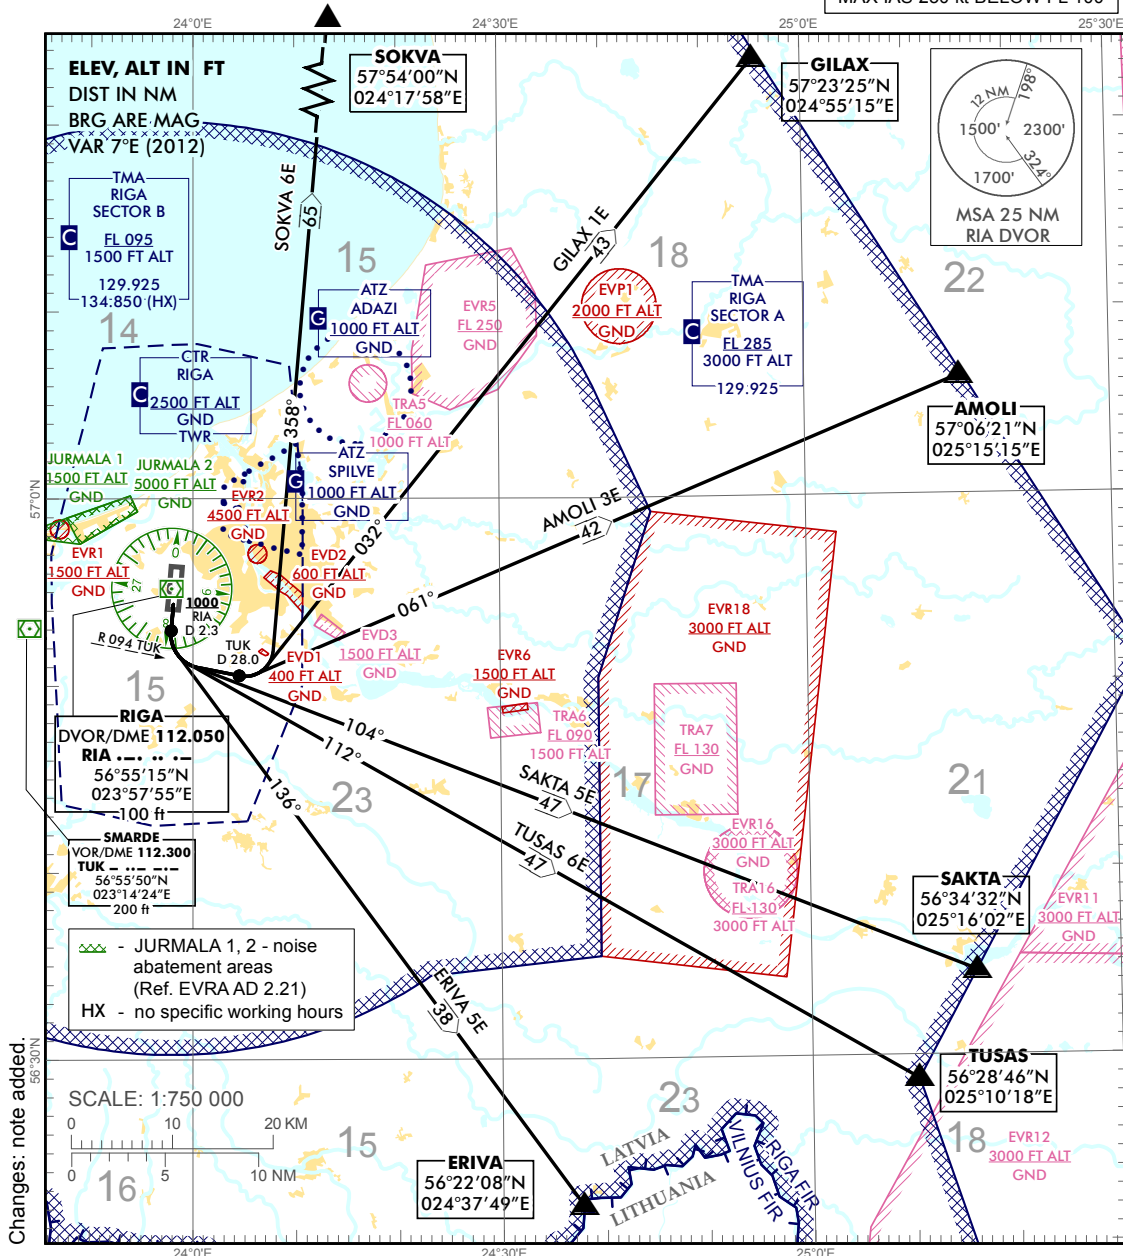 MAX IAS 250 kt BELOW FL 100
24°0'E
24°30'E
25°0'E
25°30'E
ELEV, ALT IN FT
DIST IN NM
BRG ARE MAG
VAR 7°E (2012)
SOKVA
57°54'00"N
024°17'58"E
GILAX
57°23'25"N
024°55'15"E
12 NM
198°
1500'
2300'
324°
1700'
MSA 25 NM
RIA DVOR
TMA
RIGA
SECTOR B
C
FL 095
1500 FT ALT
129.925
134.850 (HX)
SOKVA 6E
65
GILAX 1E
43
15
18
22
14
ATZ
ADAZI
G
1000 FT ALT
GND
EVR5
FL 250
GND
EVP1
2000 FT ALT
GND
TMA
RIGA
SECTOR A
C
FL 285
3000 FT ALT
129.925
CTR
RIGA
C
2500 FT ALT
GND
TWR
TRA5
FL 060
1000 FT ALT
358°
AMOLI
57°06'21"N
025°15'15"E
JURMALA 1
1500 FT ALT
GND
JURMALA 2
5000 FT ALT
GND
ATZ
SPILVE
G
1000 FT ALT
GND
57°0'N
EVR2
4500 FT ALT
GND
032°
AMOLI 3E
42
EVR1
1500 FT ALT
GND
EVD2
600 FT ALT
GND
0
27
9
18
1000
RIA
D 2.3
061°
R 094 TUK
TUK
D 28.0
EVD3
1500 FT ALT
GND
EVD1
400 FT ALT
GND
EVR18
3000 FT ALT
GND
EVR6
1500 FT ALT
GND
15
RIGA
DVOR/DME 112.050
RIA
56°55'15"N
023°57'55"E
100 ft
104°
112°
136°
TRA6
FL 090
1500 FT ALT
TRA7
FL 130
GND
23
17
21
SAKTA 5E
47
TUSAS 6E
47
SMARDE
VOR/DME 112.300
TUK
56°55'50"N
023°14'24"E
200 ft
EVR16
3000 FT ALT
GND
TRA16
FL 130
3000 FT ALT
SAKTA
56°34'32"N
025°16'02"E
EVR11
3000 FT ALT
GND
- JURMALA 1, 2 - noise
abatement areas
(Ref. EVRA AD 2.21)
HX - no specific working hours
ERIVA 5E
38
56°30'N
TUSAS
56°28'46"N
025°10'18"E
SCALE: 1:750 000
0
10
20 KM
0
5
10 NM
16
15
23
18
EVR12
3000 FT ALT
GND
LATVIA
LITHUANIA
RIGA FIR
VILNIUS FIR
ERIVA
56°22'08"N
024°37'49"E
Changes: note added.
24°0'E
24°30'E
25°0'E